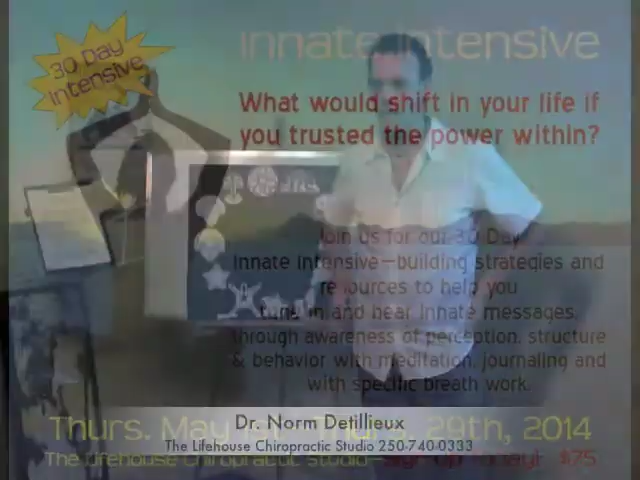 30 Day
Intensive
Innate Intensive
What would shift in your life if
you trusted the power within?
Join us for our 30 Day
Innate Intensive—building strategies and
resources to help you
tune in and hear Innate messages,
through awareness of perception, structure
& behavior with meditation, journaling and
with specific breath work.
Thurs. May 29th, 2014
Dr. Norm Detillieux
The Lifehouse Chiropractic Studio 250-740-0333
The Lifehouse Chiropractic Studio— $75